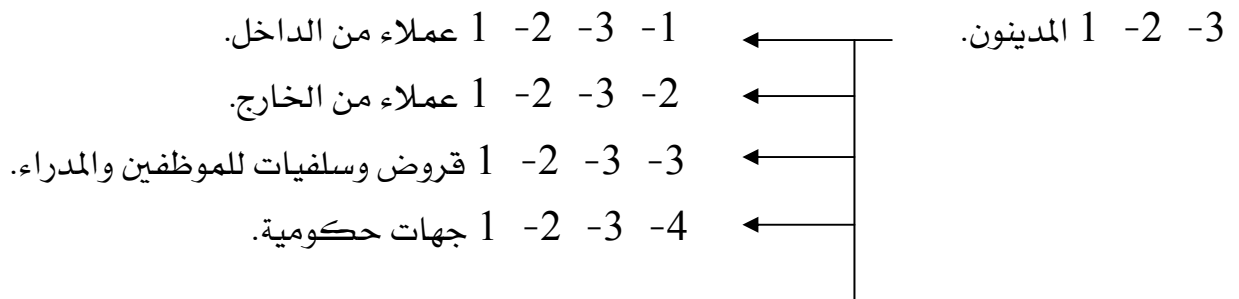 3- 2- 1 المدينون.
1- 3- 2- 1 عملاء من الداخل.
2- 3- 2- 1 عملاء من الخارج.
3- 3- 2- 1 قروض وسلفيات للموظفين والمدراء.
4- 3- 2- 1 جهات حكومية.